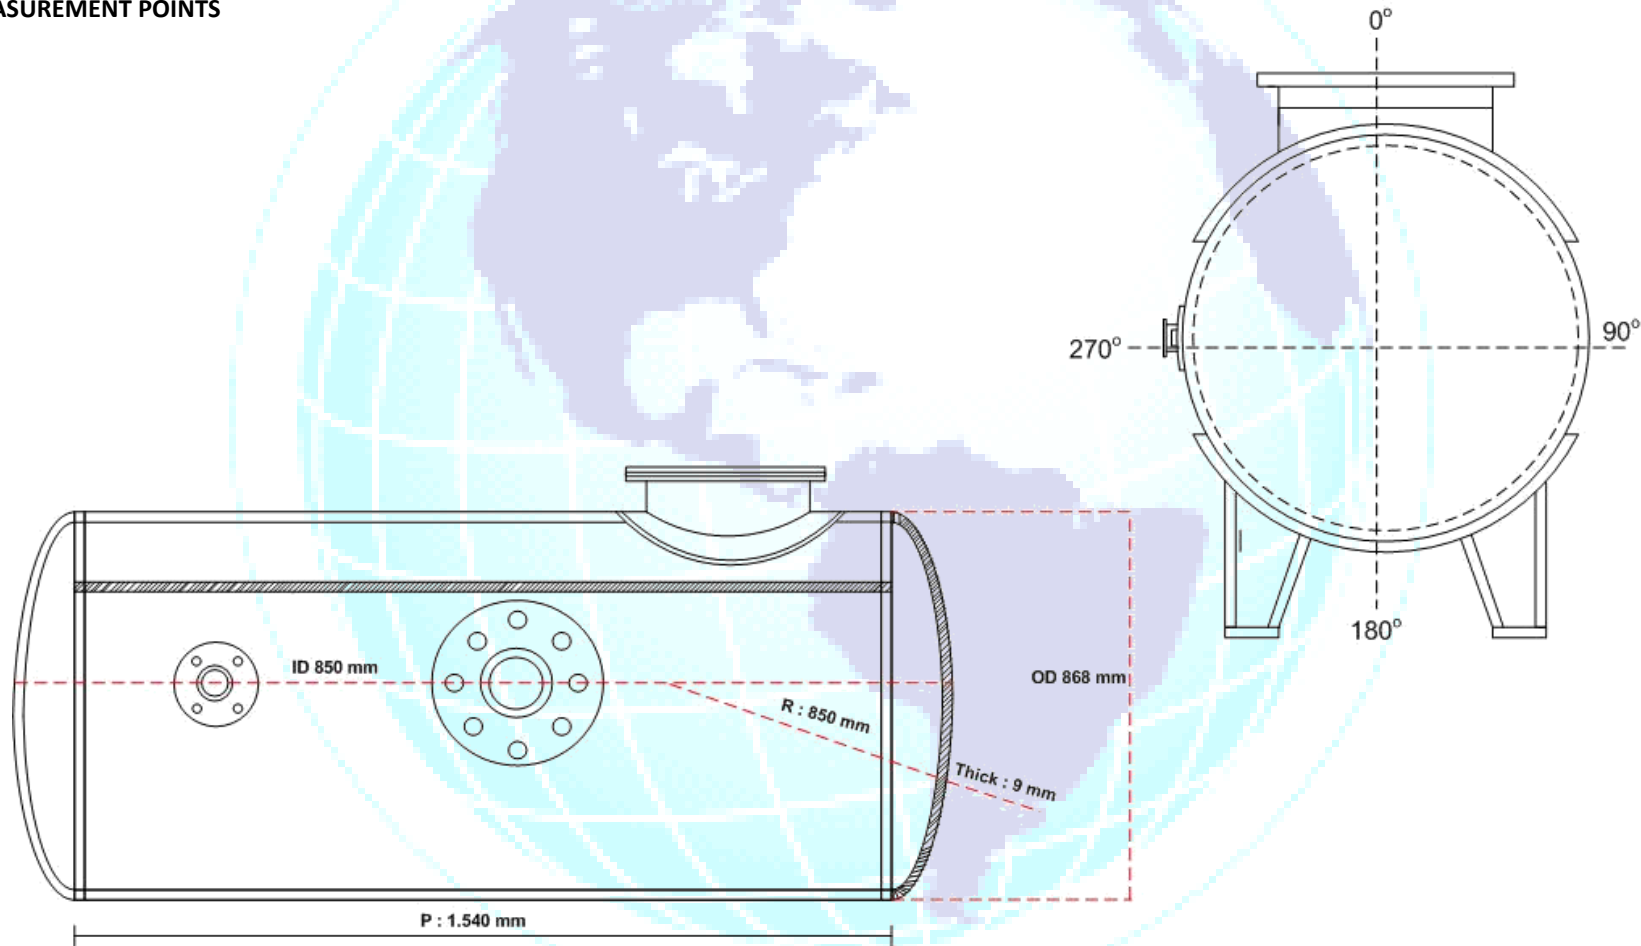 ASUREMENT POINTS
0°
270°
90°
180°
ID 850 mm
R : 850 mm
OD 868 mm
Thick : 9 mm
P : 1.540 mm